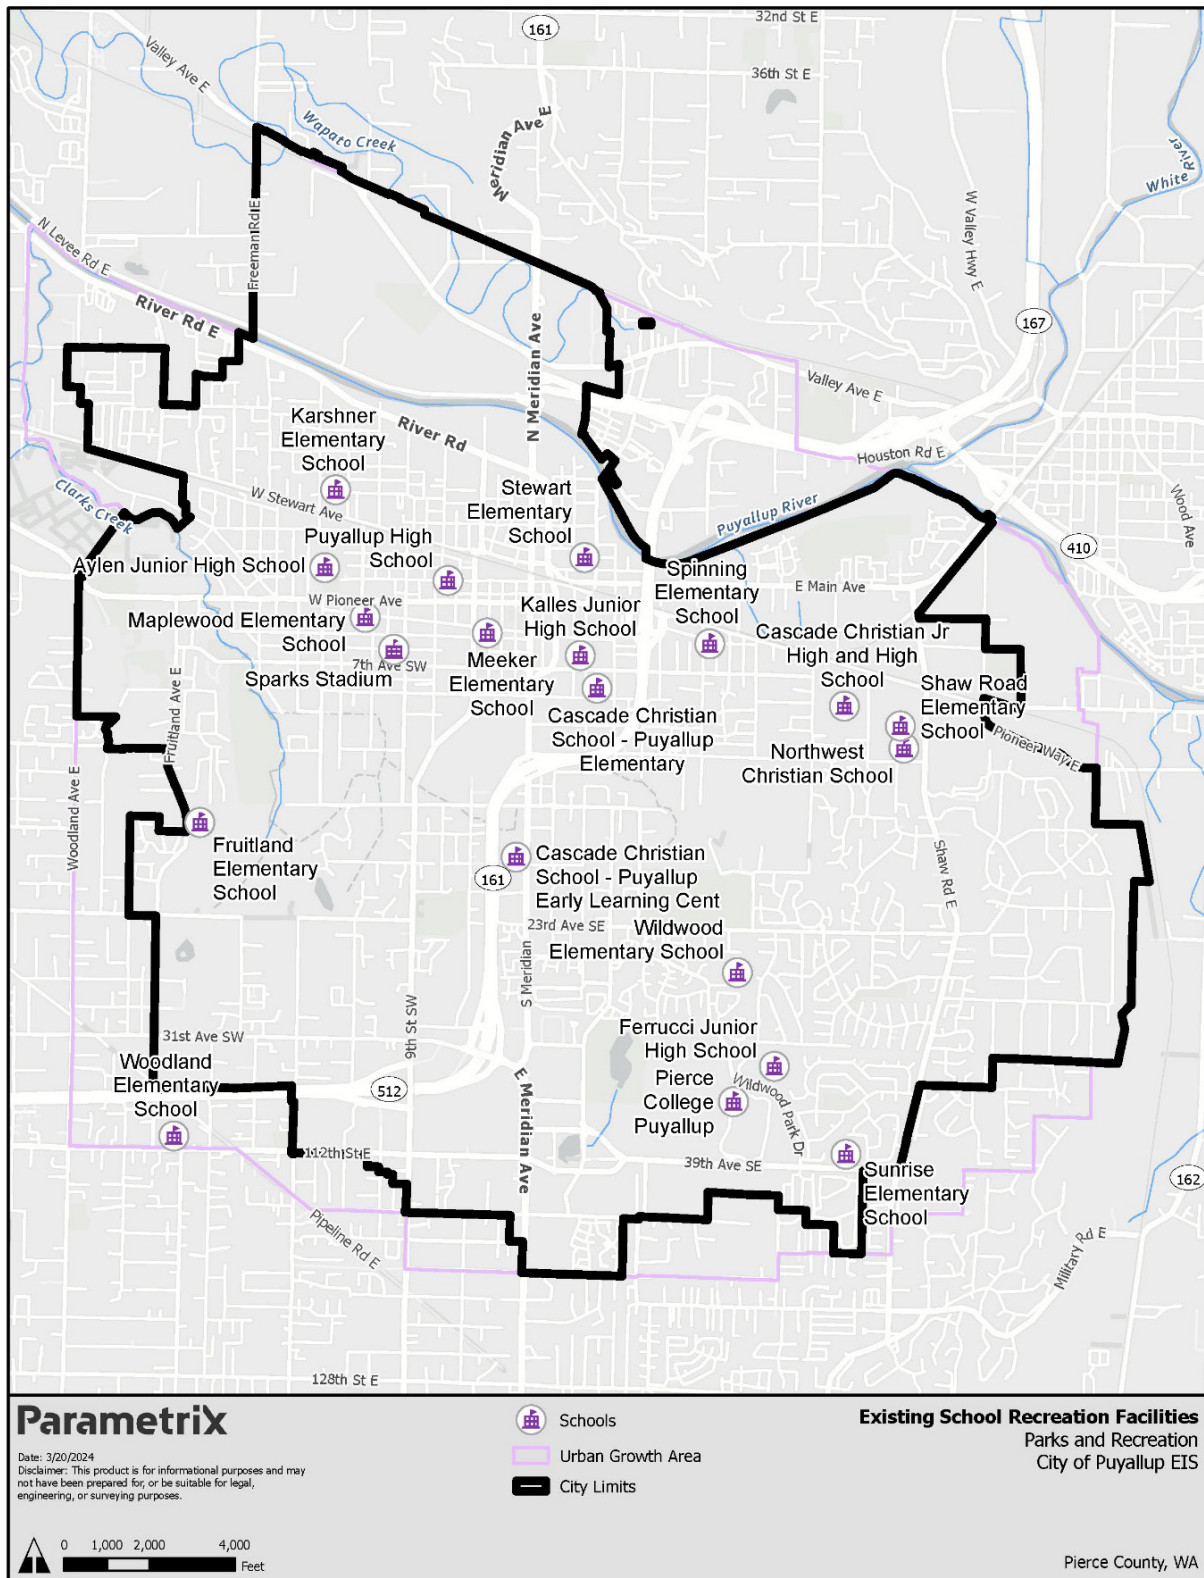 32nd St E
161
Valley Ave E
36th St E
Wapato Creek
Meridian Ave E
White River
Freeman Rd E
W Valley Hwy E
N Levee Rd E
River Rd E
167
N Meridian Ave
Valley Ave E
Karshner
Elementary
School
River Rd
Houston Rd E
Clarks Creek
W Stewart Ave
Stewart
Elementary
School
Puyallup River
Wood Ave
Puyallup High
School
410
Aylen Junior High School
Spinning
Elementary
School
E Main Ave
W Pioneer Ave
Maplewood Elementary
School
Kalles Junior
High School
Cascade Christian Jr
High and High
School
7th Ave SW
Sparks Stadium
Meeker
Elementary
School
Shaw Road
Elementary
School
Fruitland Ave E
Cascade Christian
School - Puyallup
Elementary
Pioneer Way E
Northwest
Christian School
Woodland Ave E
Fruitland
Elementary
School
Cascade Christian
School - Puyallup
Early Learning Cent
161
Shaw Rd E
23rd Ave SE
Wildwood
Elementary School
S Meridian
9th St SW
31st Ave SW
Ferrucci Junior
High School
Woodland
Elementary
School
512
E Meridian Ave
Pierce
College
Puyallup
Wildwood Park Dr
112th St E
39th Ave SE
Sunrise
Elementary
School
162
Pipeline Rd E
Military Rd E
128th St E
Parametrix
Date: 3/20/2024
Disclaimer: This product is for informational purposes and may
not have been prepared for, or be suitable for legal,
engineering, or surveying purposes.
0 1,000 2,000 4,000
Feet
Schools
Urban Growth Area
City Limits
Existing School Recreation Facilities
Parks and Recreation
City of Puyallup EIS
Pierce County, WA